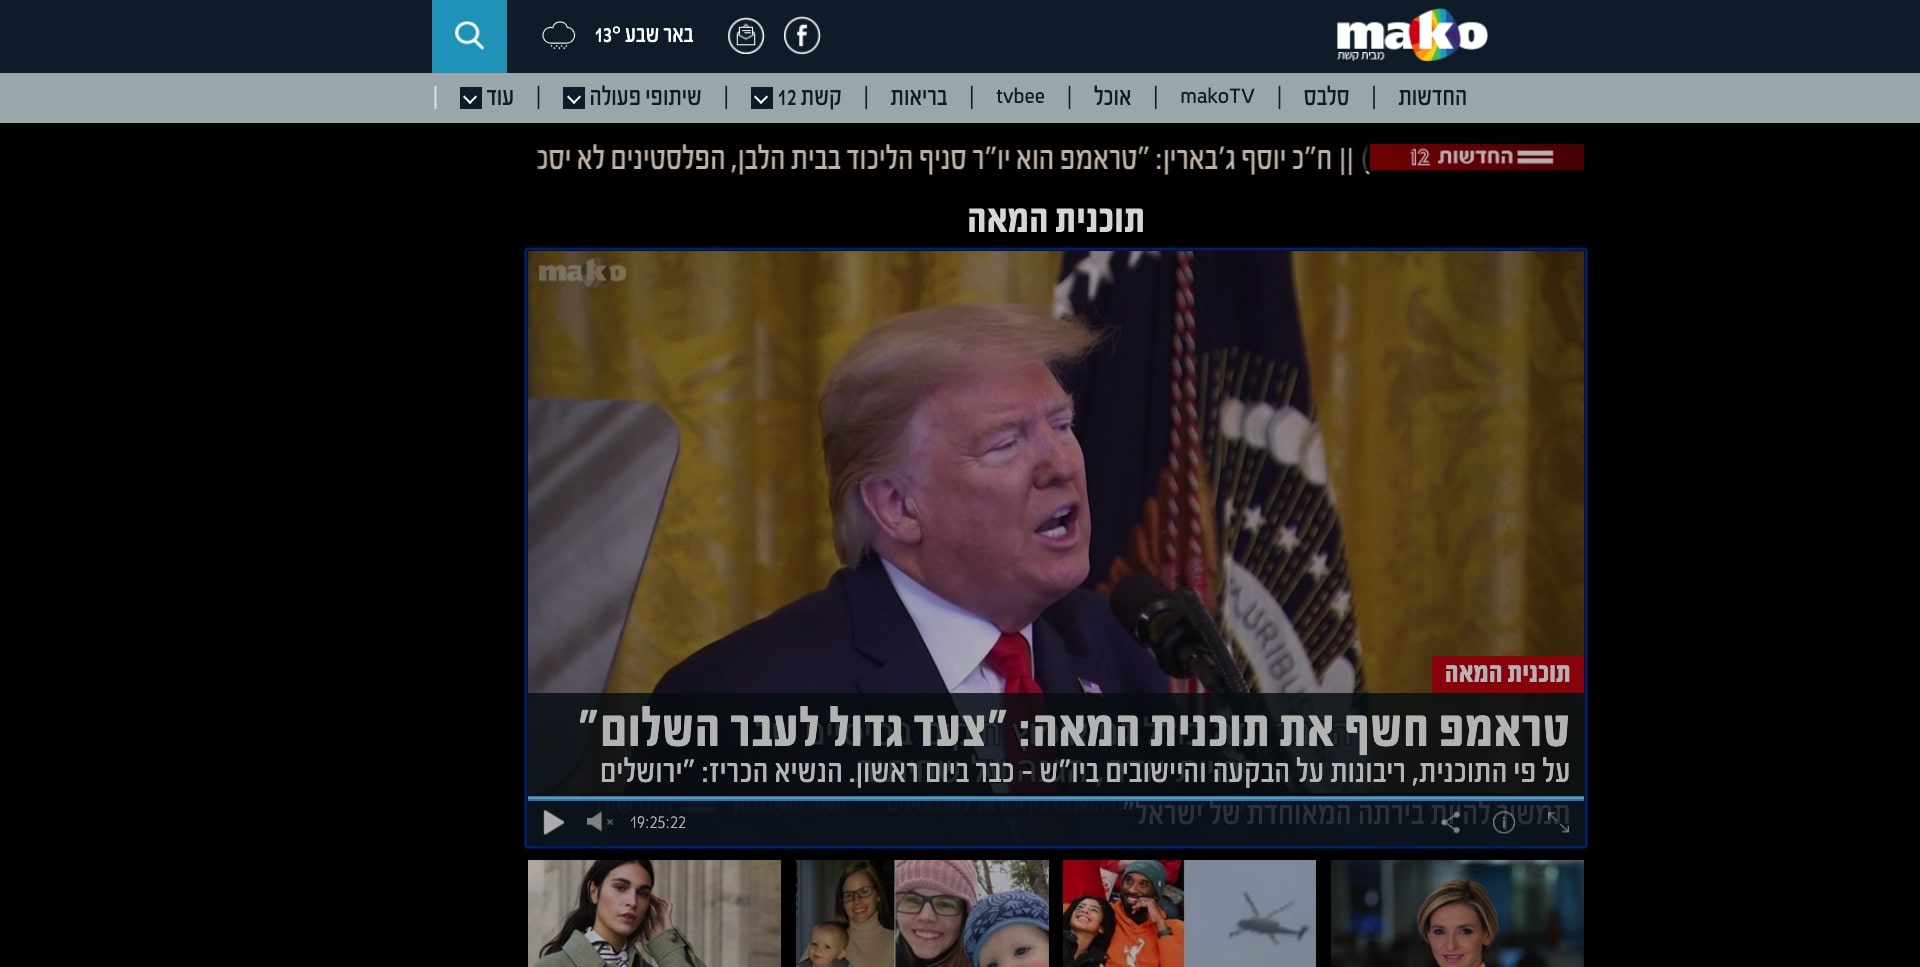 mako
מבית קשת
באר שבע 13°
החדשות | סלבס | makoTV | אוכל | tvbee | בריאות | קשת 12 | שיתופי פעולה | עוד
החדשות 12
) || ח"כ יוסף ג'בארין: "טראמפ הוא יו"ר סניף הליכוד בבית הלבן, הפלסטינים לא יסכ
תוכנית המאה
mako
תוכנית המאה
טראמפ חשף את תוכנית המאה: "צעד גדול לעבר השלום"
על פי התוכנית, ריבונות על הבקעה והיישובים ביו"ש - כבר ביום ראשון. הנשיא הכריז: "ירושלים
תמשיך להיות בירתה המאוחדת של ישראל"
19:25:22